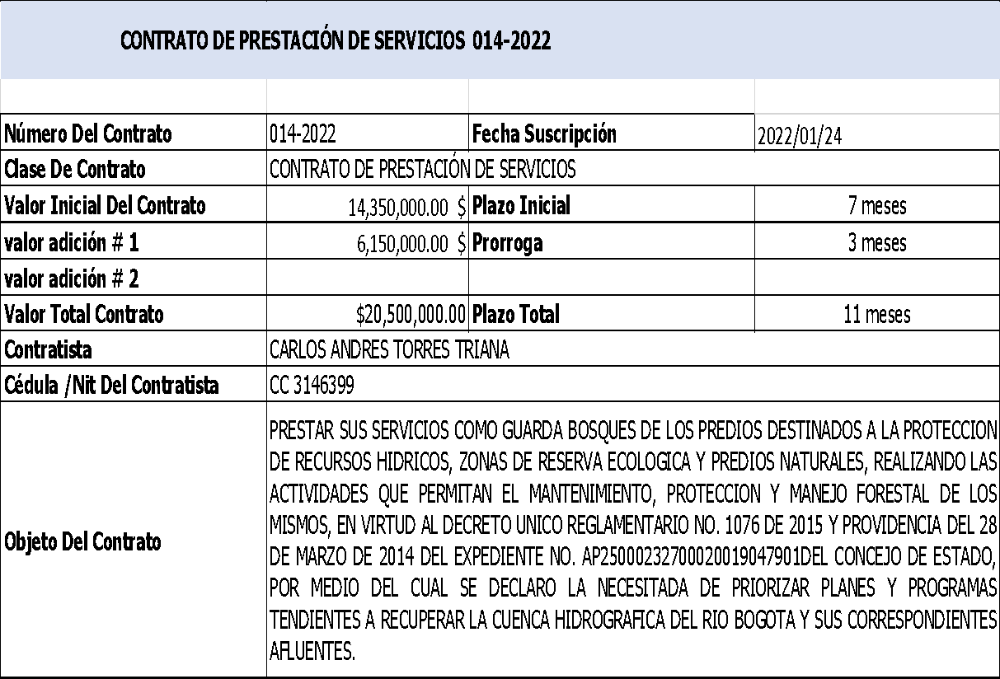 CONTRATO DE PRESTACIÓN DE SERVICIOS 014-2022
Número Del Contrato 014-2022 Fecha Suscripción 2022/01/24
Clase De Contrato CONTRATO DE PRESTACIÓN DE SERVICIOS
Valor Inicial Del Contrato 14,350,000.00 $ Plazo Inicial 7 meses
valor adición # 1 6,150,000.00 $ Prorroga 3 meses
valor adición # 2
Valor Total Contrato $20,500,000.00 Plazo Total 11 meses
Contratista CARLOS ANDRES TORRES TRIANA
Cédula /Nit Del Contratista CC 3146399
Objeto Del Contrato
PRESTAR SUS SERVICIOS COMO GUARDA BOSQUES DE LOS PREDIOS DESTINADOS A LA PROTECCION
DE RECURSOS HIDRICOS, ZONAS DE RESERVA ECOLOGICA Y PREDIOS NATURALES, REALIZANDO LAS
ACTIVIDADES QUE PERMITAN EL MANTENIMIENTO, PROTECCION Y MANEJO FORESTAL DE LOS
MISMOS, EN VIRTUD AL DECRETO UNICO REGLAMENTARIO NO. 1076 DE 2015 Y PROVIDENCIA DEL 28
DE MARZO DE 2014 DEL EXPEDIENTE NO. AP25000232700020019047901DEL CONCEJO DE ESTADO,
POR MEDIO DEL CUAL SE DECLARO LA NECESITADA DE PRIORIZAR PLANES Y PROGRAMAS
TENDIENTES A RECUPERAR LA CUENCA HIDROGRAFICA DEL RIO BOGOTA Y SUS CORRESPONDIENTES
AFLUENTES.